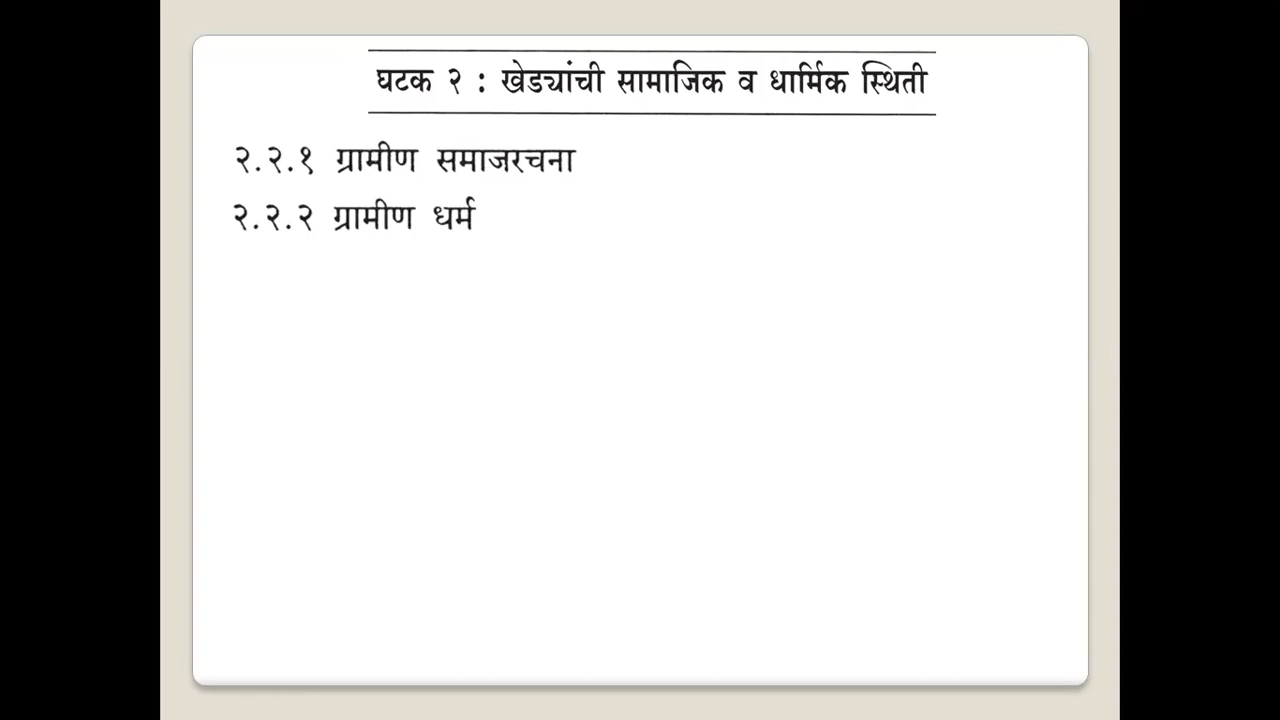 घटक २ : खेड्यांची सामाजिक व धार्मिक स्थिती
२.२.१ ग्रामीण समाजरचना
२.२.२ ग्रामीण धर्म